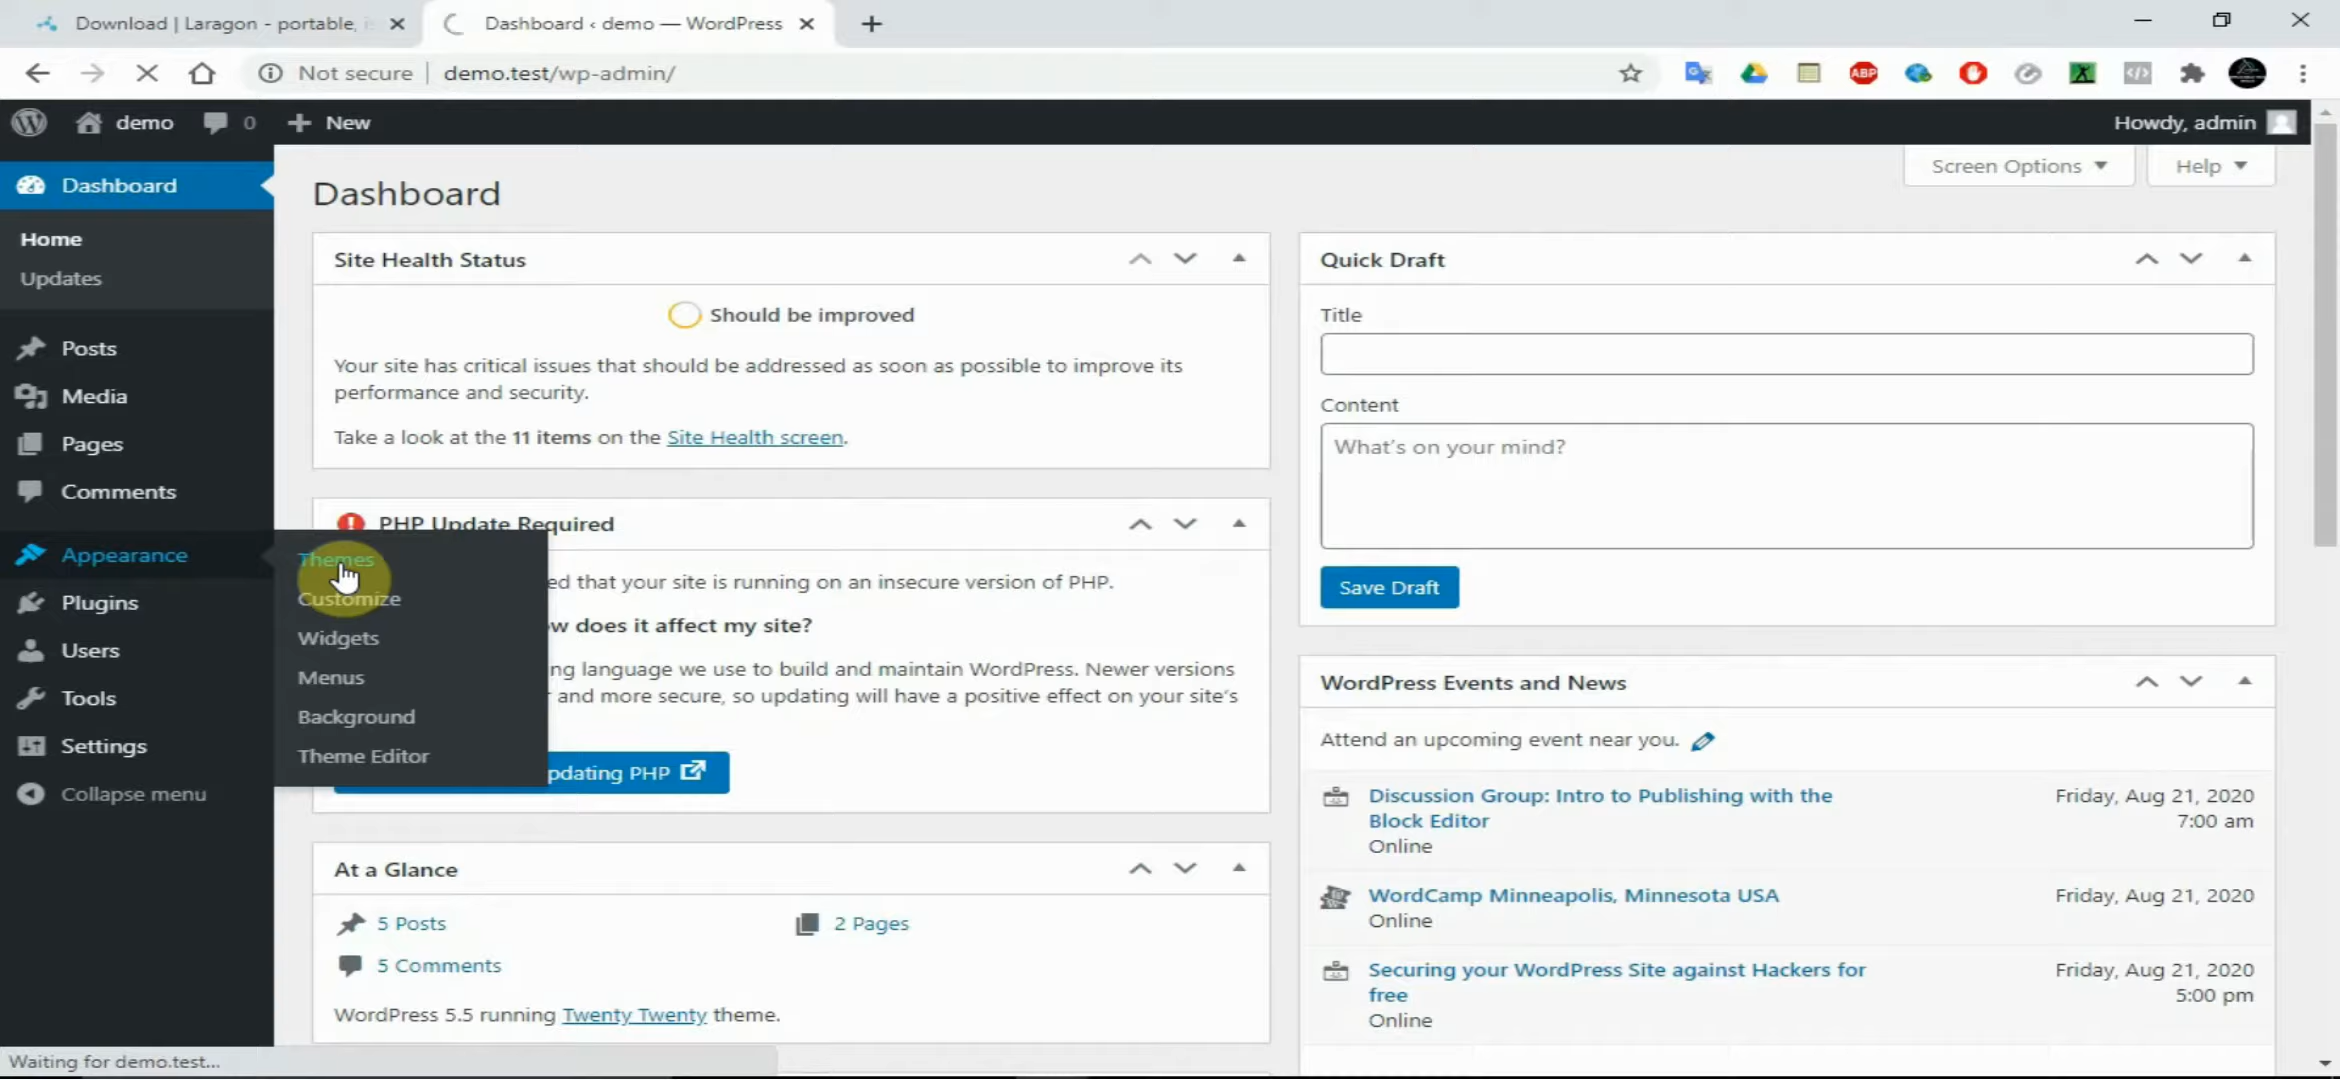 Download | Laragon - portable,
Dashboard ‹ demo — WordPress
Not secure
demo.test/wp-admin/
ABP
demo
0
New
Howdy, admin
Screen Options
Help
Dashboard
Home
Updates
Posts
Media
Pages
Comments
Appearance
Plugins
Users
Tools
Settings
Collapse menu
Themes
Customize
Widgets
Menus
Background
Theme Editor
Dashboard
Site Health Status
Should be improved
Your site has critical issues that should be addressed as soon as possible to improve its
performance and security.
Take a look at the 11 items on the Site Health screen.
PHP Update Required
ed that your site is running on an insecure version of PHP.
w does it affect my site?
ng language we use to build and maintain WordPress. Newer versions
and more secure, so updating will have a positive effect on your site's
pdating PHP
At a Glance
5 Posts
2 Pages
5 Comments
WordPress 5.5 running Twenty Twenty theme.
Quick Draft
Title
Content
What's on your mind?
Save Draft
WordPress Events and News
Attend an upcoming event near you.
Discussion Group: Intro to Publishing with the
Block Editor
Online
Friday, Aug 21, 2020
7:00 am
WordCamp Minneapolis, Minnesota USA
Online
Friday, Aug 21, 2020
Securing your WordPress Site against Hackers for
free
Online
Friday, Aug 21, 2020
5:00 pm
Waiting for demo.test...